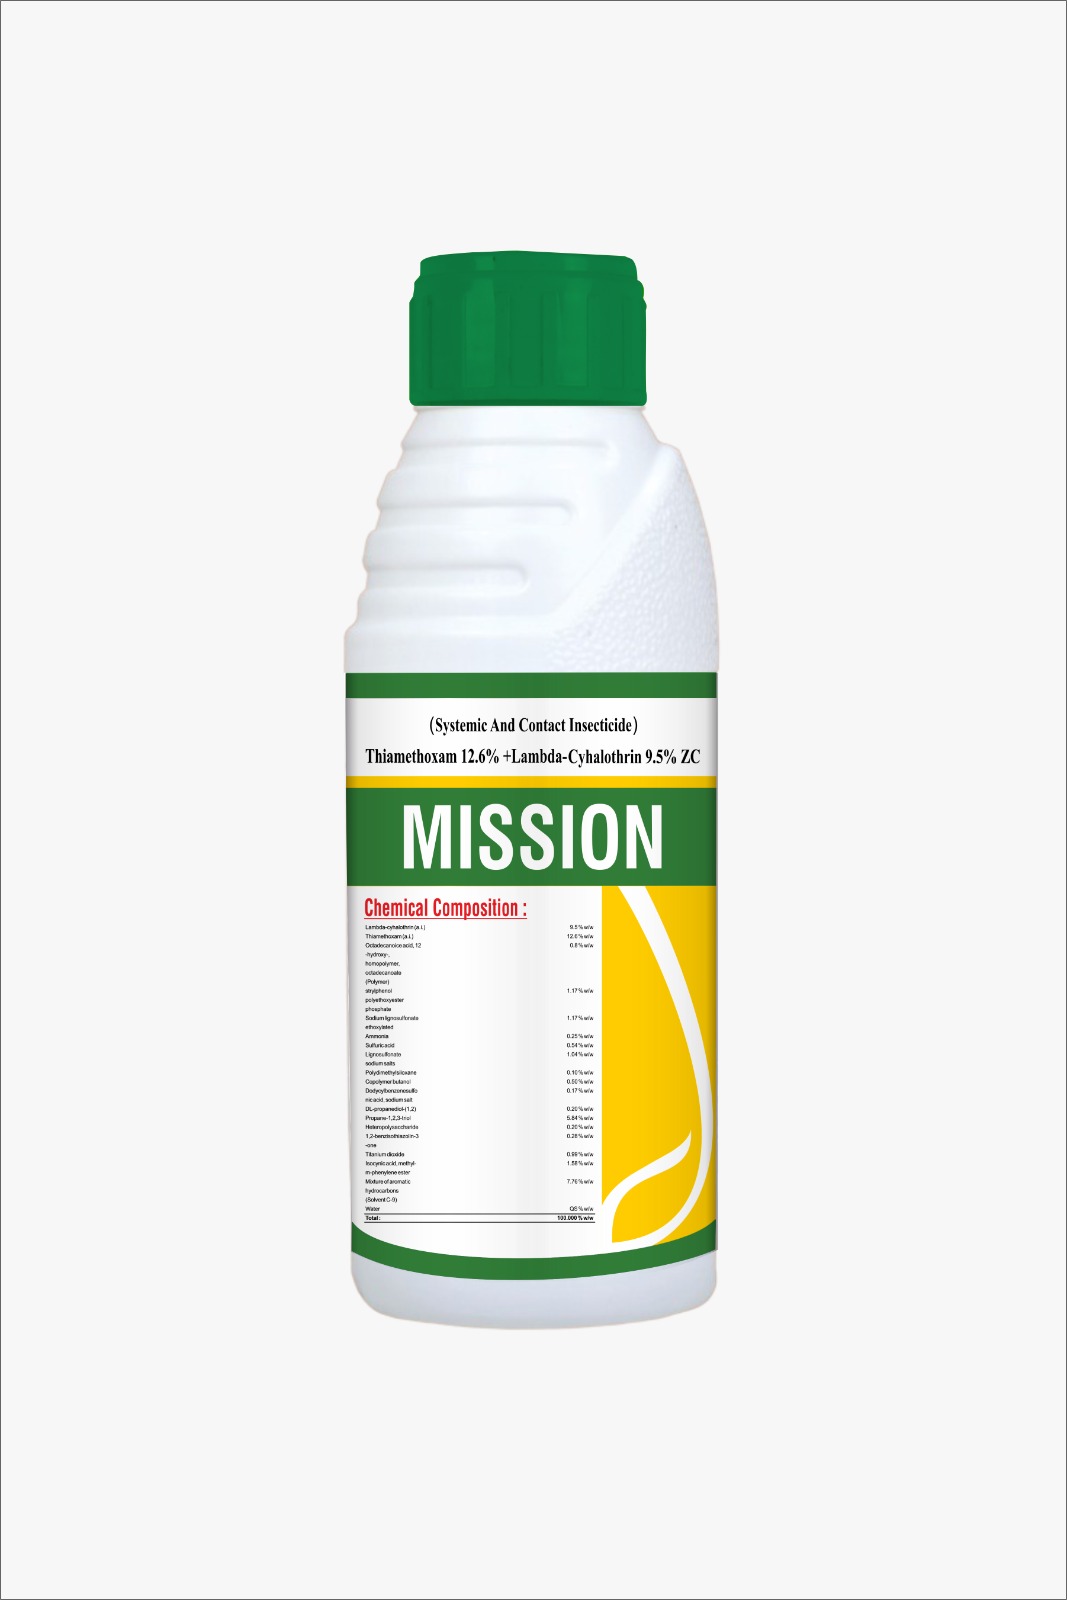 (Systemic And Contact Insecticide)
Thiamethoxam 12.6% +Lambda-Cyhalothrin 9.5% ZC
MISSION
Chemical Composition :
Lambda-cyhalothrin (a.i.) 9.5 % w/w
Thiamethoxam (a.i.) 12.6 % w/w
Octadecanoice acid, 12 0.8 % w/w
-hydroxy-,
homopolymer,
octadecanoate
(Polymer)
strylphenol 1.17 % w/w
polyethoxyester
phosphate
Sodium lignosulfonate 1.17 % w/w
ethoxylated
Ammonia 0.25 % w/w
Sulfuric acid 0.54 % w/w
Lignosulfonate 1.04 % w/w
sodium salts
Polydimethylsiloxane 0.10 % w/w
Copolymer butanol 0.50 % w/w
Dodycylbenzenesulfo 0.17 % w/w
nic acid, sodium salt
DL-propanediol-(1,2) 0.20 % w/w
Propane-1,2,3-triol 5.84 % w/w
Heteropolysaccharide 0.20 % w/w
1,2-benzisothiazolin-3 0.28 % w/w
-one
Titanium dioxide 0.99 % w/w
Isocynic acid, methyl- 1.58 % w/w
m-phenylene ester
Mixture of aromatic 7.76 % w/w
hydrocarbons
(Solvent C-9)
Water QS % w/w
Total : 100.000 % w/w